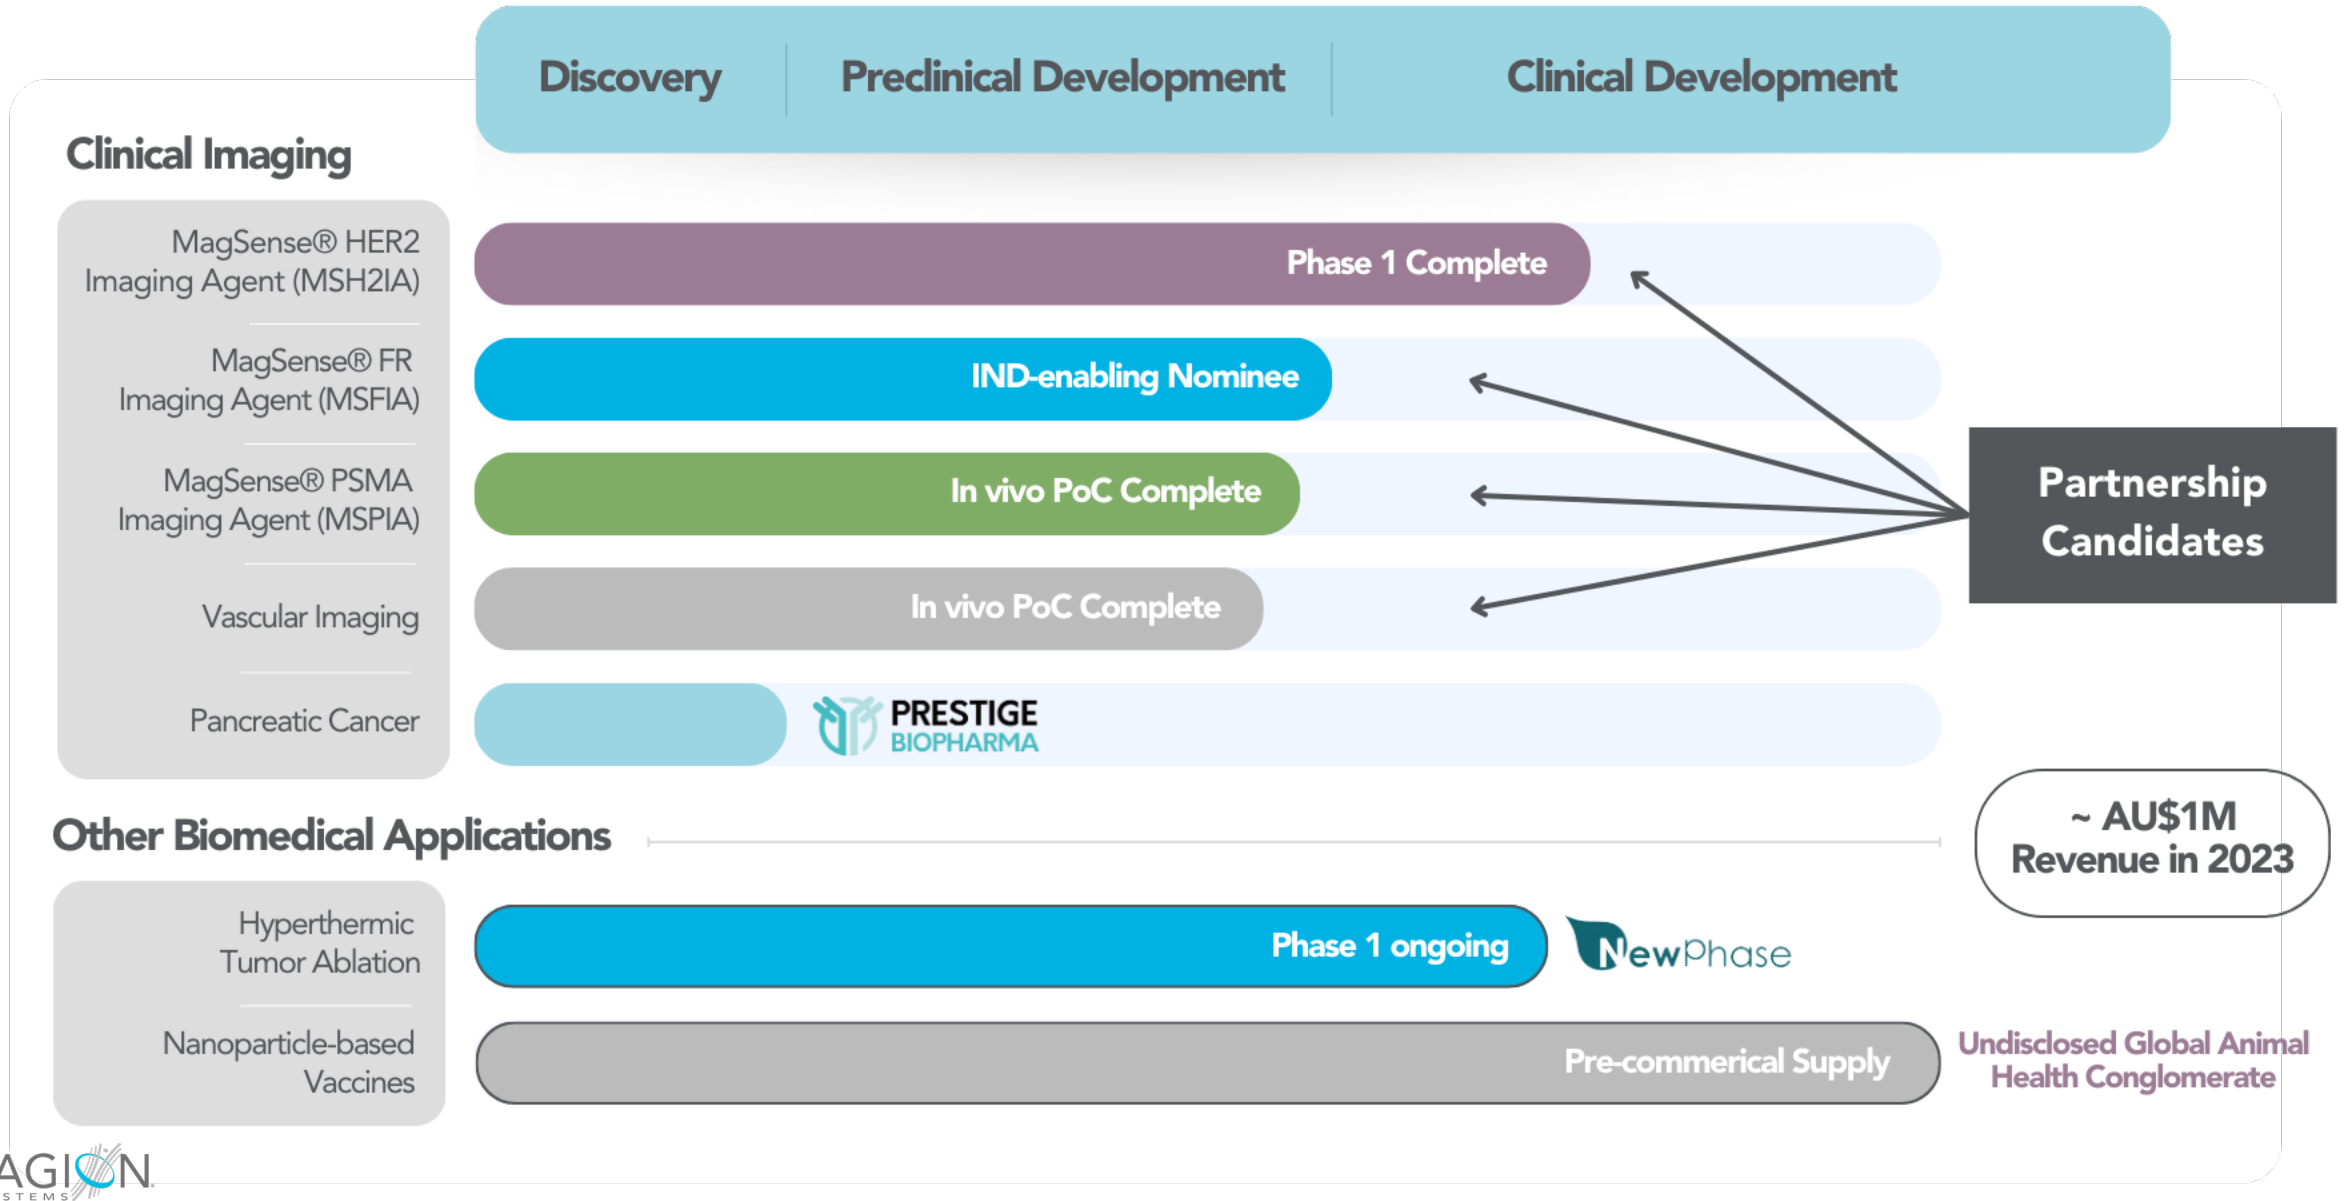 Discovery
Preclinical Development
Clinical Development
Clinical Imaging
MagSense® HER2
Imaging Agent (MSH2IA)
Phase 1 Complete
MagSense® FR
Imaging Agent (MSFIA)
IND-enabling Nominee
MagSense® PSMA
Imaging Agent (MSPIA)
In vivo PoC Complete
Partnership
Candidates
Vascular Imaging
In vivo PoC Complete
Pancreatic Cancer
PRESTIGE
BIOPHARMA
Other Biomedical Applications
~ AU$1M
Revenue in 2023
Hyperthermic
Tumor Ablation
Phase 1 ongoing
NewPhase
Nanoparticle-based
Vaccines
Pre-commerical Supply
Undisclosed Global Animal
Health Conglomerate
AGION
STEMS